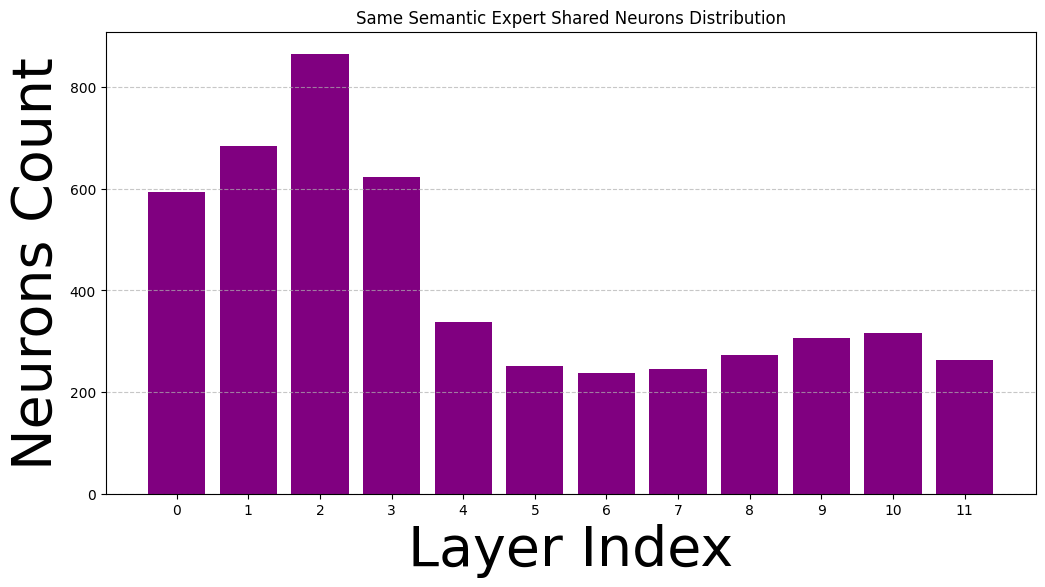 Same Semantic Expert Shared Neurons Distribution
Neurons Count
800
600
400
200
0
0 1 2 3 4 5 6 7 8 9 10 11
Layer Index